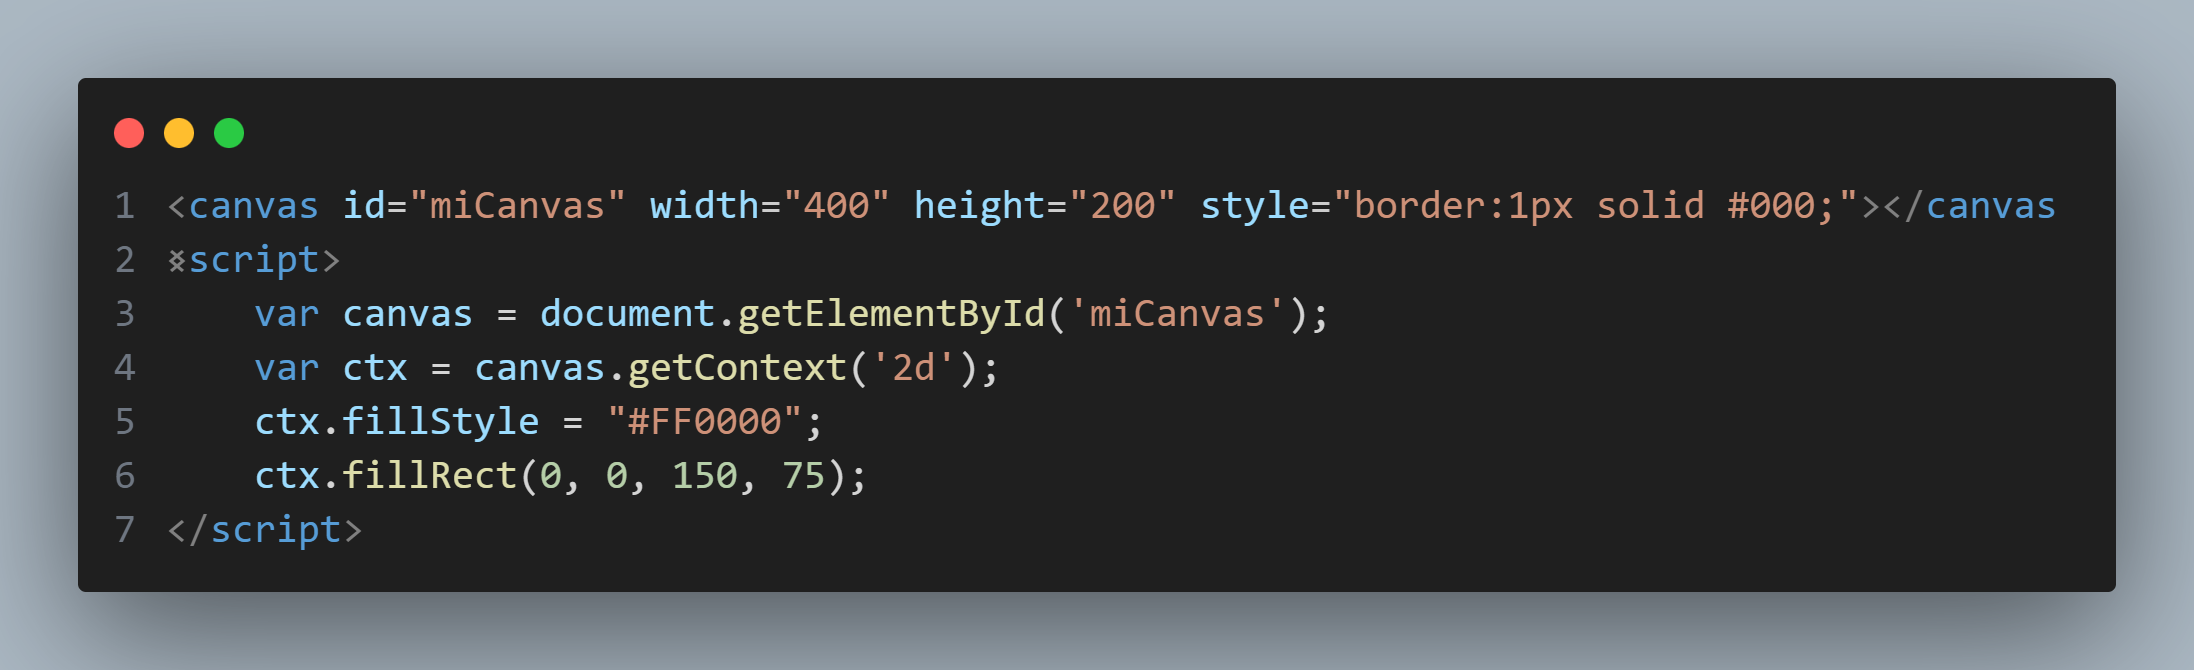 1 <canvas id="miCanvas" width="400" height="200" style="border:1px solid #000;"></canvas
2 ><script>
3     var canvas = document.getElementById('miCanvas');
4     var ctx = canvas.getContext('2d');
5     ctx.fillStyle = "#FF0000";
6     ctx.fillRect(0, 0, 150, 75);
7 </script>